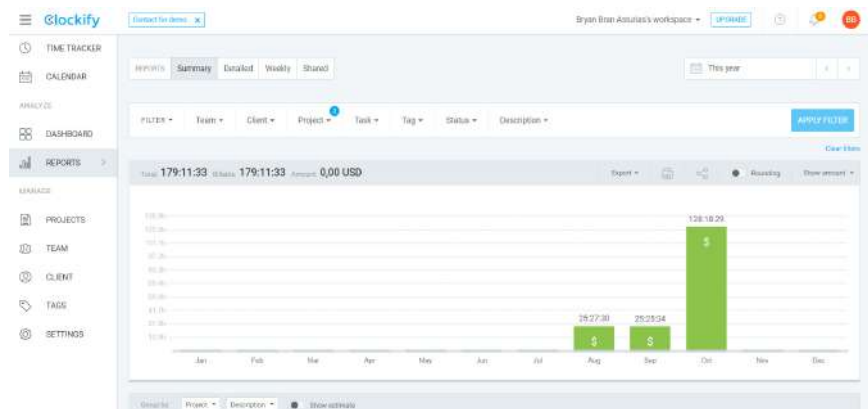 Clockify
Contact for demo x
Bryan Bran Asturias's workspace
UPGRADE
BB
TIME TRACKER
CALENDAR
ANALYZE
DASHBOARD
REPORTS
MANAGE
PROJECTS
TEAM
CLIENT
TAGS
SETTINGS
REPORTS Summary Detailed Weekly Shared
This year
FILTER Team Client Project Task Tag Status Description
APPLY FILTER
Clear filters
Total: 179:11:33 Billable: 179:11:33 Amount: 0,00 USD
Export Rounding Show amount
128:18:29
25:27:30 25:25:34
$ $ $
Jan Feb Mar Apr May Jun Jul Aug Sep Oct Nov Dec
Group by: Project Description Show estimate